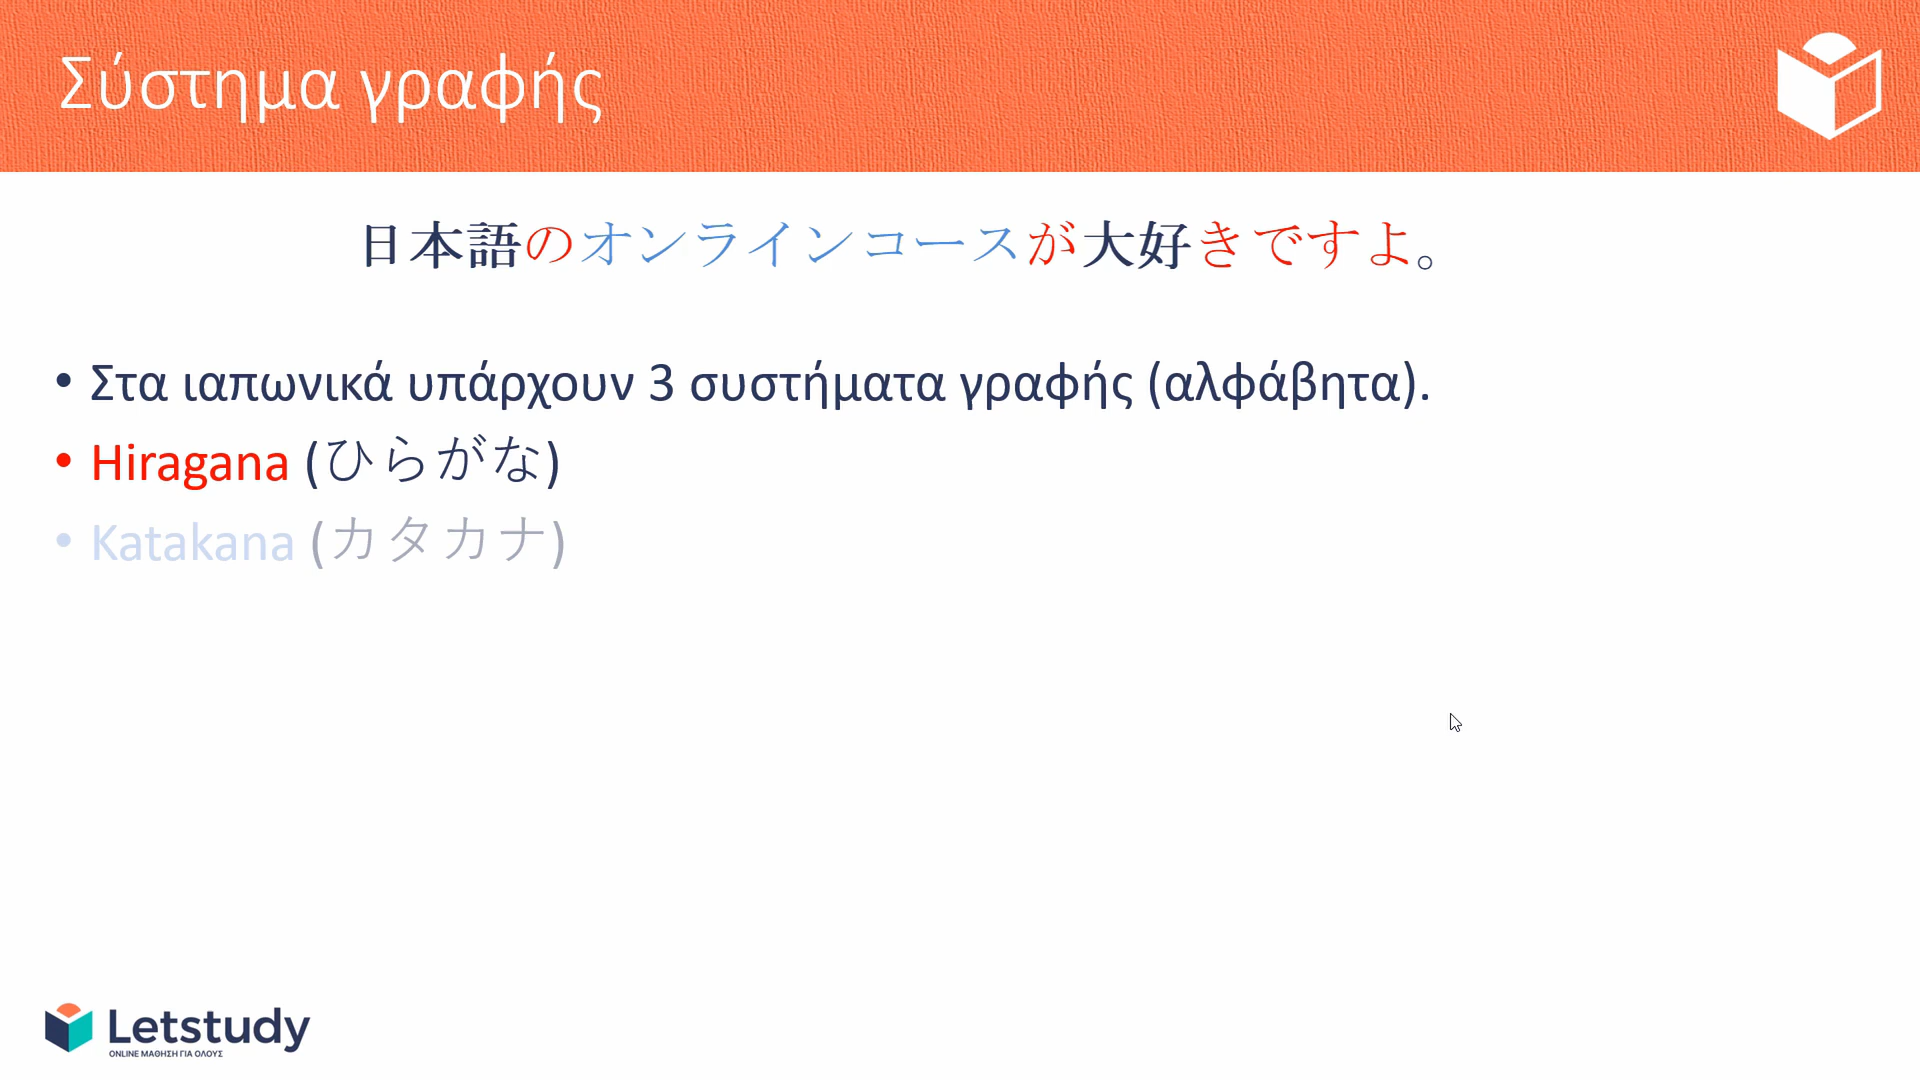 Σύστημα γραφής
日本語のオンラインコースが大好きですよ。
• Στα ιαπωνικά υπάρχουν 3 συστήματα γραφής (αλφάβητα).
• Hiragana (ひらがな)
• Katakana (カタカナ)
Letstudy
ONLINE ΜΑΘΗΣΗ ΓΙΑ ΟΛΟΥΣ